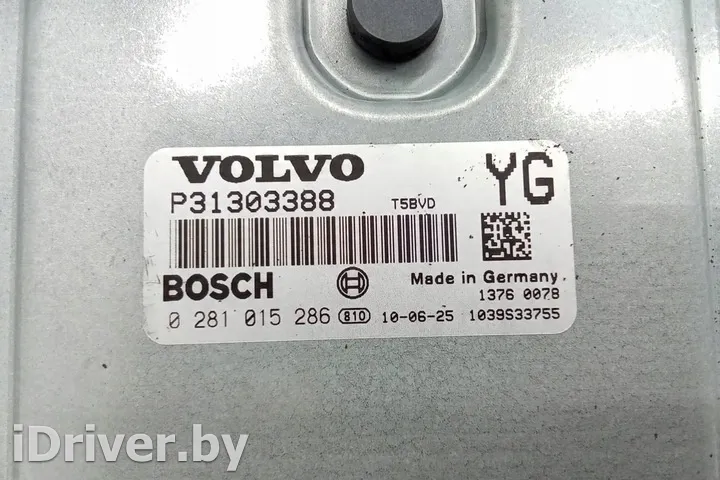 VOLVO
YG
P31303388 T5BVD
BOSCH Made in Germany
1376 0078
0 281 015 286 810 10-06-25 1039S33755
iDriver.by